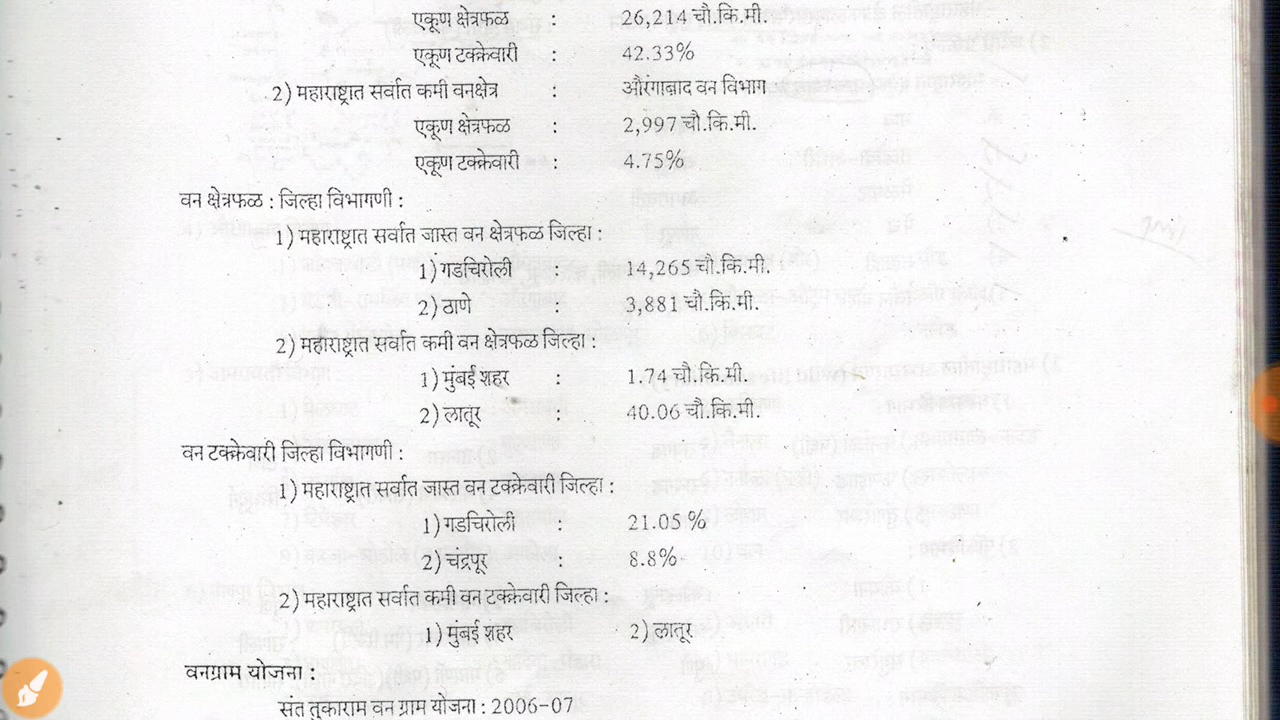 एकूण क्षेत्रफळ : 26,214 चौ.कि.मी.
एकूण टक्केवारी : 42.33%
2) महाराष्ट्रात सर्वात कमी वनक्षेत्र : औरंगाबाद वन विभाग
एकूण क्षेत्रफळ : 2,997 चौ.कि.मी.
एकूण टक्केवारी : 4.75%
वन क्षेत्रफळ : जिल्हा विभागणी :
1) महाराष्ट्रात सर्वात जास्त वन क्षेत्रफळ जिल्हा :
1) गडचिरोली : 14,265 चौ.कि.मी.
2) ठाणे : 3,881 चौ.कि.मी.
2) महाराष्ट्रात सर्वात कमी वन क्षेत्रफळ जिल्हा :
1) मुंबई शहर : 1.74 चौ.कि.मी.
2) लातूर : 40.06 चौ.कि.मी.
वन टक्केवारी जिल्हा विभागणी :
1) महाराष्ट्रात सर्वात जास्त वन टक्केवारी जिल्हा :
1) गडचिरोली : 21.05 %
2) चंद्रपूर : 8.8%
2) महाराष्ट्रात सर्वात कमी वन टक्केवारी जिल्हा :
1) मुंबई शहर 2) लातूर
वनग्राम योजना :
संत तुकाराम वन ग्राम योजना : 2006-07